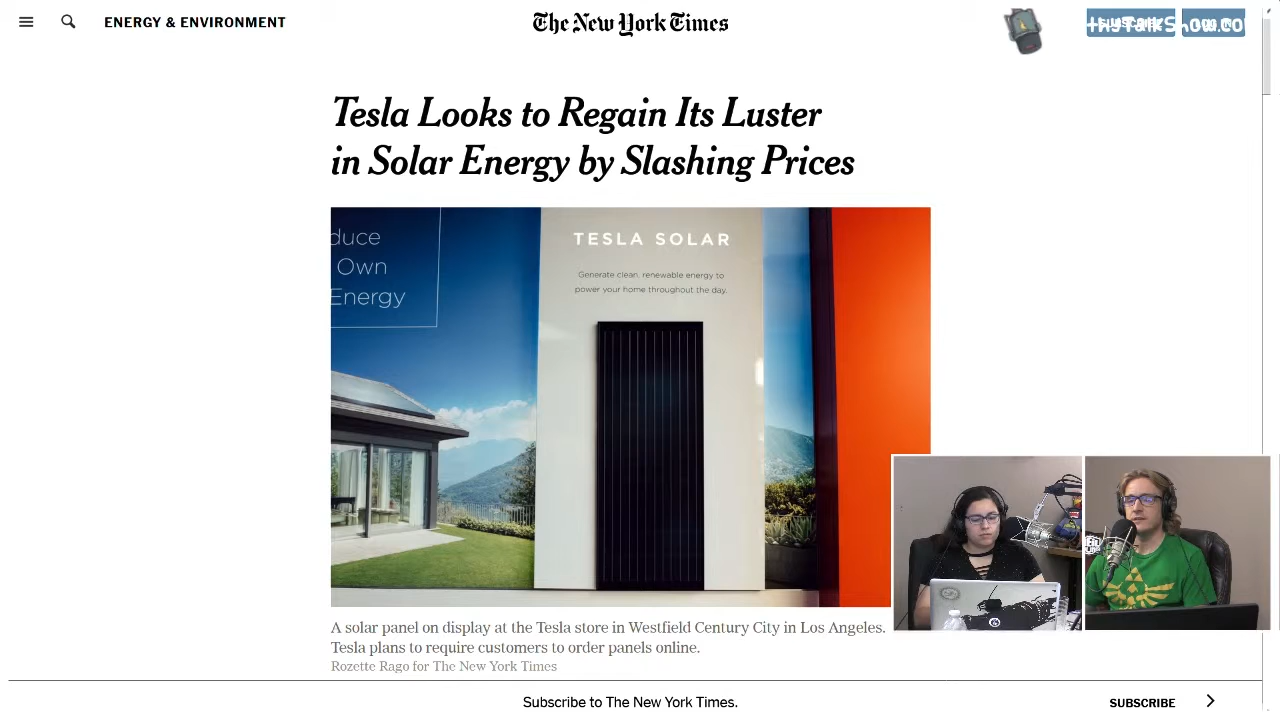 ENERGY & ENVIRONMENT
The New York Times
Tesla Looks to Regain Its Luster
in Solar Energy by Slashing Prices
duce
Own
Energy
TESLA SOLAR
Generate clean, renewable energy to
power your home throughout the day.
A solar panel on display at the Tesla store in Westfield Century City in Los Angeles.
Tesla plans to require customers to order panels online.
Rozette Rago for The New York Times
Subscribe to The New York Times.
SUBSCRIBE